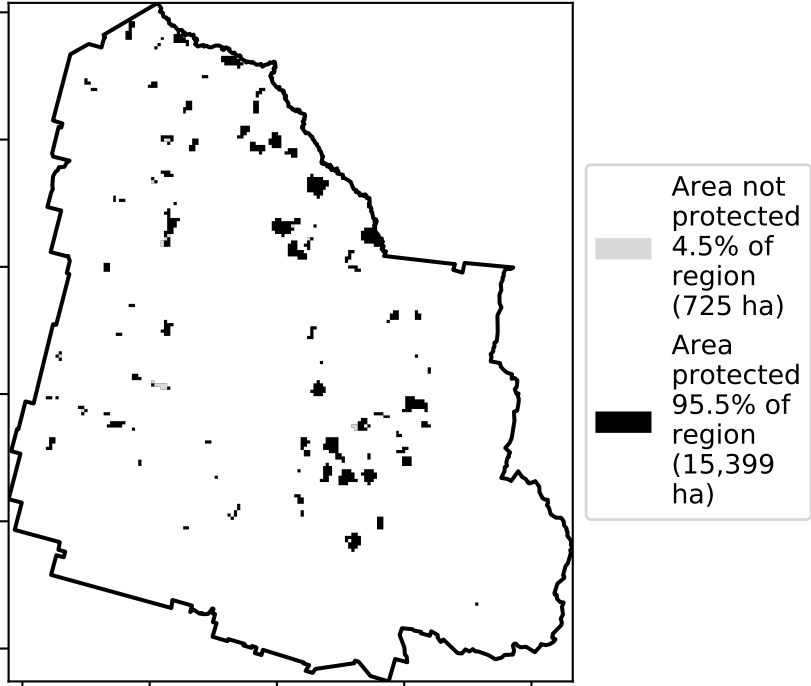 Area not
protected
4.5% of
region
(725 ha)
Area
protected
95.5% of
region
(15,399
ha)